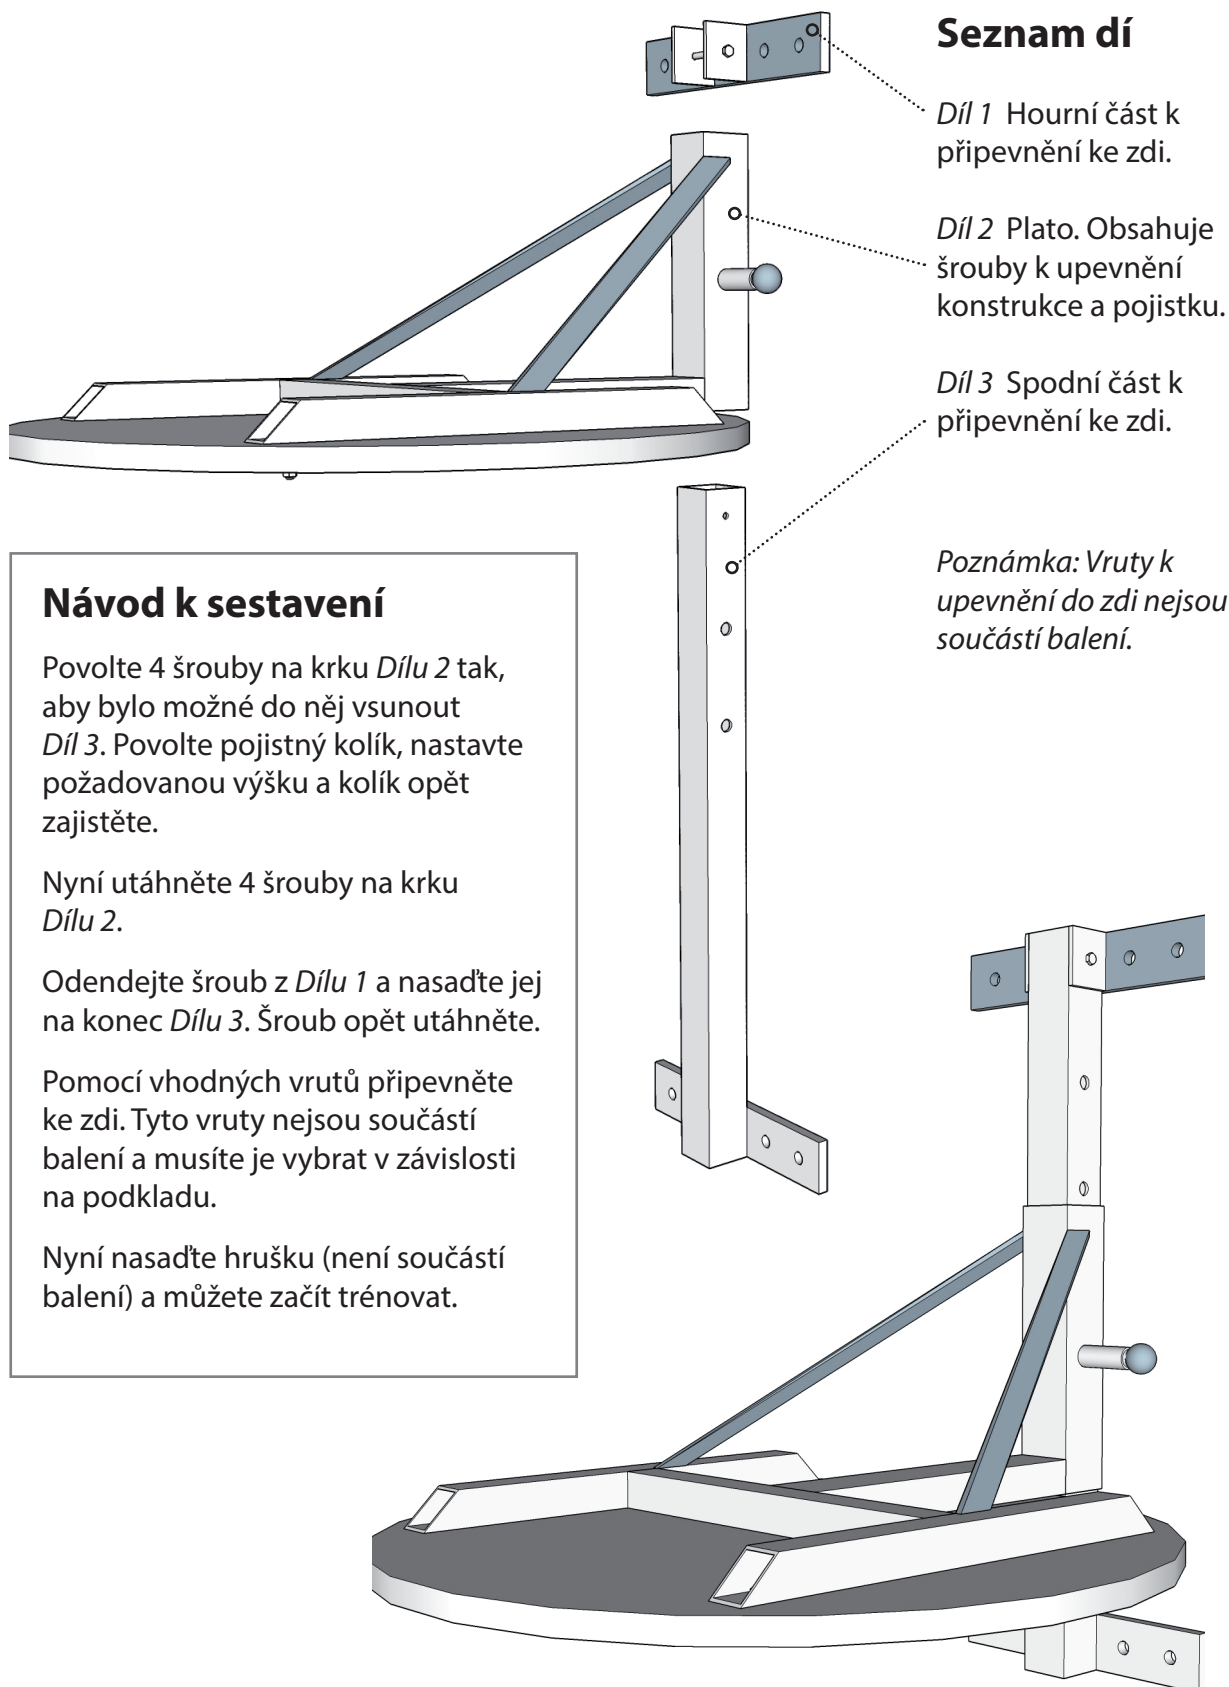 Seznam dí
Díl 1 Hourní část k
připevnění ke zdi.
Díl 2 Plato. Obsahuje
šrouby k upevnění
konstrukce a pojistku.
Díl 3 Spodní část k
připevnění ke zdi.
Poznámka: Vruty k
upevnění do zdi nejsou
součástí balení.
Návod k sestavení
Povolte 4 šrouby na krku Dílu 2 tak,
aby bylo možné do něj vsunout
Díl 3. Povolte pojistný kolík, nastavte
požadovanou výšku a kolík opět
zajistěte.
Nyní utáhněte 4 šrouby na krku
Dílu 2.
Odendejte šroub z Dílu 1 a nasaďte jej
na konec Dílu 3. Šroub opět utáhněte.
Pomocí vhodných vrutů připevněte
ke zdi. Tyto vruty nejsou součástí
balení a musíte je vybrat v závislosti
na podkladu.
Nyní nasaďte hrušku (není součástí
balení) a můžete začít trénovat.